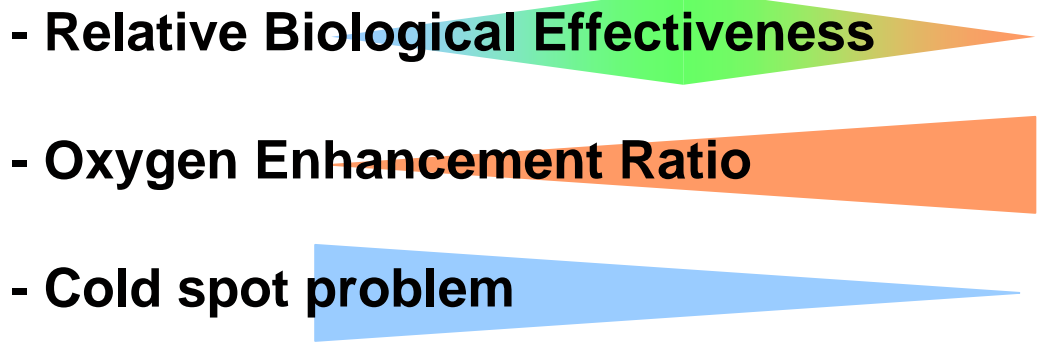 - Relative Biological Effectiveness
- Oxygen Enhancement Ratio
- Cold spot problem